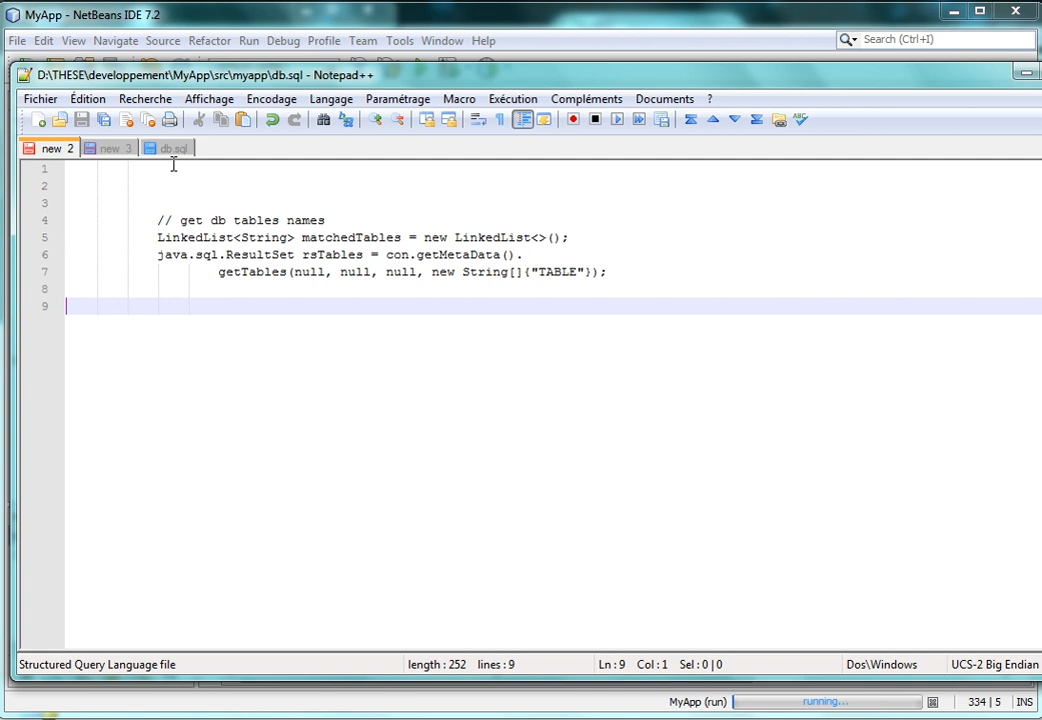 MyApp - NetBeans IDE 7.2
File Edit View Navigate Source Refactor Run Debug Profile Team Tools Window Help
Search (Ctrl+I)
D:\THESE\developpement\MyApp\src\myapp\db.sql - Notepad++
Fichier Édition Recherche Affichage Encodage Langage Paramétrage Macro Exécution Compléments Documents ?
new 2 new 3 db.sql
1
2
3
4 // get db tables names
5 LinkedList<String> matchedTables = new LinkedList<>();
6 java.sql.ResultSet rsTables = con.getMetaData().
7 getTables(null, null, null, new String[]{"TABLE"});
8
9
Structured Query Language file length : 252 lines : 9 Ln : 9 Col : 1 Sel : 0 | 0 Dos\Windows UCS-2 Big Endian
MyApp (run) running... 334 | 5 INS